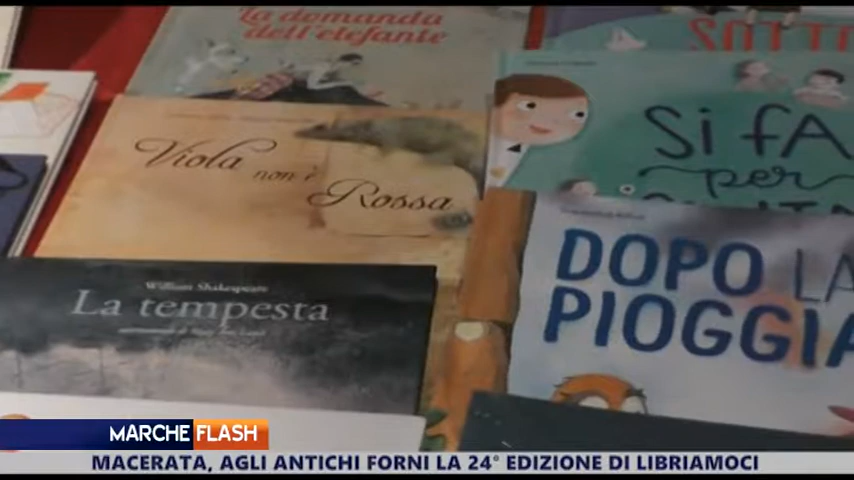 La domanda
dell'elefante
Viola non è Rossa
SI FA
per
DOPO LA
PIOGGIA
William Shakespeare
La tempesta
MARCHE FLASH
MACERATA, AGLI ANTICHI FORNI LA 24° EDIZIONE DI LIBRIAMOCI